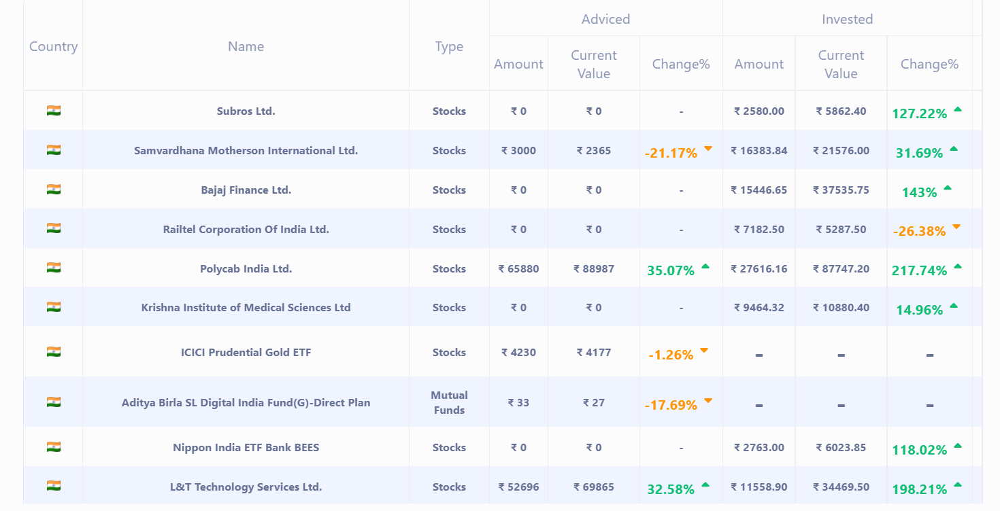 Adviced Invested
Country Name Type
Amount Current Value Change% Amount Current Value Change%
Subros Ltd. Stocks ₹ 0 ₹ 0 - ₹ 2580.00 ₹ 5862.40 127.22%
Samvardhana Motherson International Ltd. Stocks ₹ 3000 ₹ 2365 -21.17% ₹ 16383.84 ₹ 21576.00 31.69%
Bajaj Finance Ltd. Stocks ₹ 0 ₹ 0 - ₹ 15446.65 ₹ 37535.75 143%
Railtel Corporation Of India Ltd. Stocks ₹ 0 ₹ 0 - ₹ 7182.50 ₹ 5287.50 -26.38%
Polycab India Ltd. Stocks ₹ 65880 ₹ 88987 35.07% ₹ 27616.16 ₹ 87747.20 217.74%
Krishna Institute of Medical Sciences Ltd Stocks ₹ 0 ₹ 0 - ₹ 9464.32 ₹ 10880.40 14.96%
ICICI Prudential Gold ETF Stocks ₹ 4230 ₹ 4177 -1.26% - - -
Aditya Birla SL Digital India Fund(G)-Direct Plan Mutual Funds ₹ 33 ₹ 27 -17.69% - - -
Nippon India ETF Bank BEES Stocks ₹ 0 ₹ 0 - ₹ 2763.00 ₹ 6023.85 118.02%
L&T Technology Services Ltd. Stocks ₹ 52696 ₹ 69865 32.58% ₹ 11558.90 ₹ 34469.50 198.21%